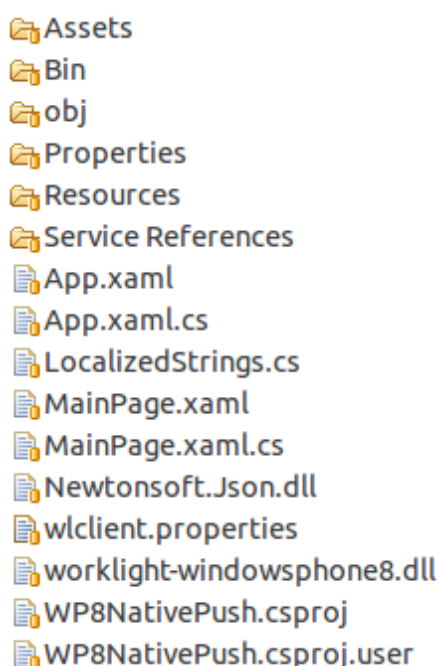 Assets
Bin
obj
Properties
Resources
Service References
App.xaml
App.xaml.cs
LocalizedStrings.cs
MainPage.xaml
MainPage.xaml.cs
Newtonsoft.Json.dll
wlclient.properties
worklight-windowsphone8.dll
WP8NativePush.csproj
WP8NativePush.csproj.user